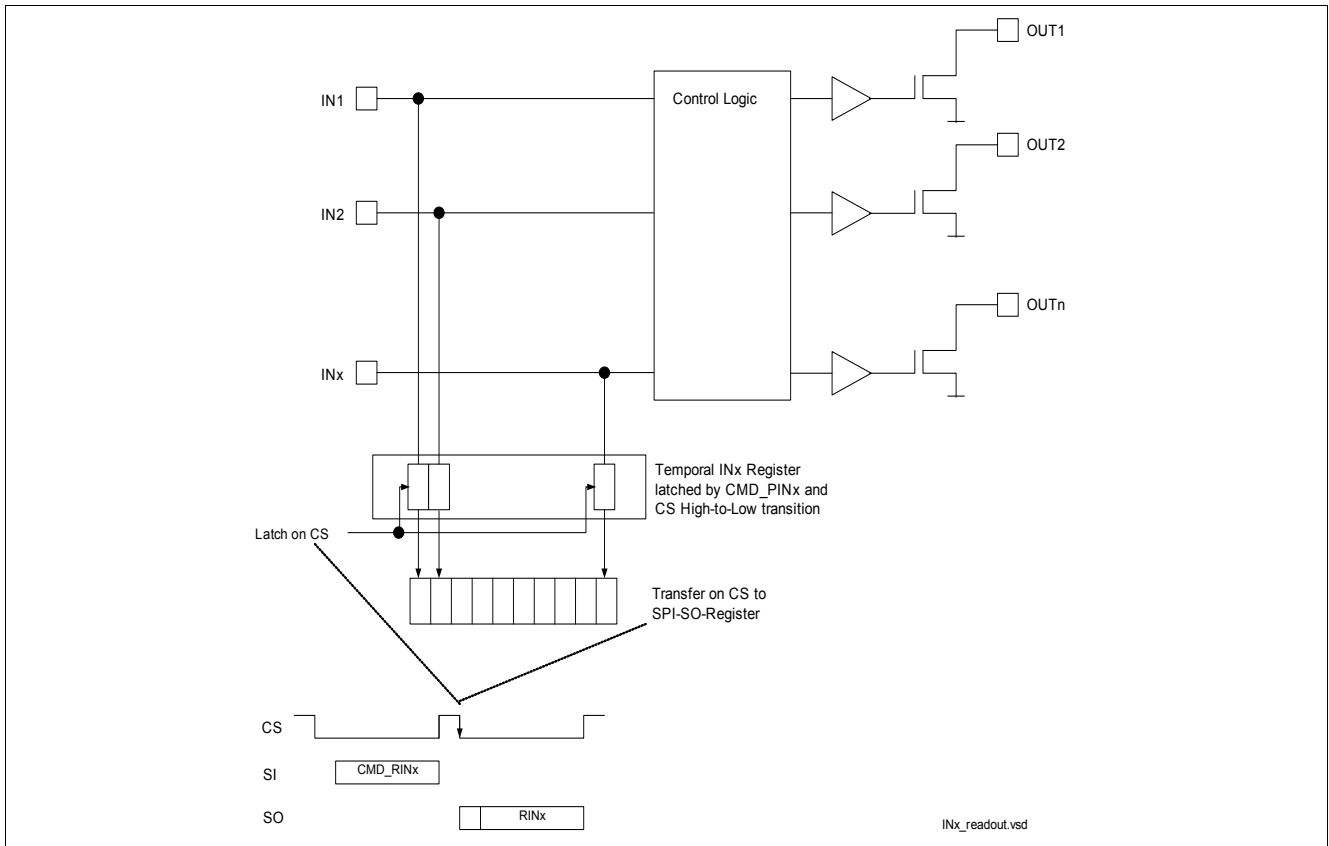 OUT1
IN1
Control Logic
OUT2
IN2
OUTn
INx
Temporal INx Register
latched by CMD_PINx and
CS High-to-Low transition
Latch on CS
Transfer on CS to
SPI-SO-Register
CS
SI
CMD_RINx
SO
RINx
INx_readout.vsd